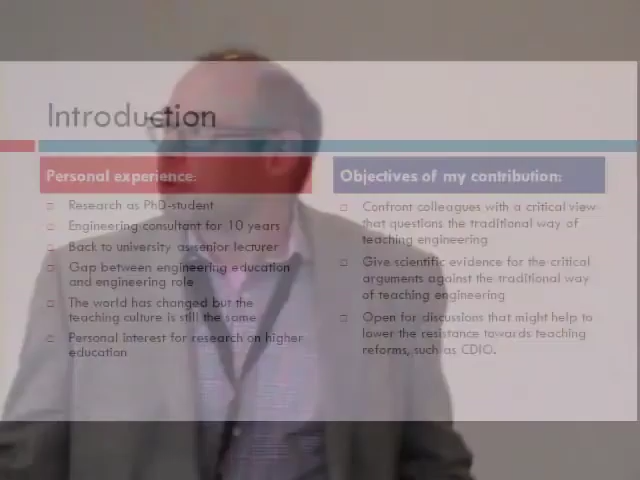 Introduction
Personal experience:
Research as PhD-student
Engineering consultant for 10 years
Back to university as senior lecturer
Gap between engineering education
and engineering role
The world has changed but the
teaching culture is still the same
Personal interest for research on higher
education
Objectives of my contribution:
Confront colleagues with a critical view
that questions the traditional way of
teaching engineering
Give scientific evidence for the critical
arguments against the traditional way
of teaching engineering
Open for discussions that might help to
lower the resistance towards teaching
reforms, such as CDIO.